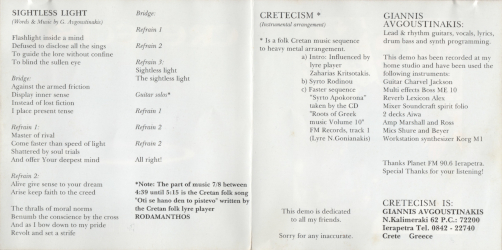 SIGHTLESS LIGHT
(Words & Music by G. Avgoustinakis)
Flashlight inside a mind
Defused to disclose all the sings
To guide the love without confine
To blind the sullen eye
Bridge
Against the armed friction
Display inner sense
Instead of lost fiction
I place present tense
Refrain 1:
Master of rival
Come faster than speed of light
Shattered by soul trials
And offer Your deepest mind
Refrain 2:
Alive give sense to your dream
Arise keep faith to the creed
The thralls of moral norms
Benumb the conscience by the cross
And as I bow down to my pride
Revolt and set a strife
Bridge:
Refrain 1
Refrain 2
Refrain 3:
Sightless light
The sightless light
Guitar solo*
Refrain 1
Refrain 2
Refrain 2
All right!
*Note: The part of music 7/8 between
4:39 until 5:15 is the Cretan folk song
"Oti se hano den to pistevo" written by
the Cretan folk lyre player
RODAMANTHOS
CRETECISM *
(Instrumental arrangement)
* Is a folk Cretan music sequence
to heavy metal arrangement.
a) Intro: Influenced by
lyre player
Zaharias Kritsotakis.
b) Syrto Rodinou
c) Faster sequence
"Syrto Apokorona"
taken by the CD
"Roots of Greek
music Volume 10"
FM Records, track 1
(Lyre N.Gonianakis)
This demo is dedicated
to all my friends.
Sorry for any inaccurate.
GIANNIS
AVGOUSTINAKIS:
Lead & rhythm guitars, vocals, lyrics,
drum bass and synth programming.
This demo has been recorded at my
home studio and have been used the
following instruments:
Guitar Charvel Jackson
Multi effects Boss ME 10
Reverb Lexicon Alex
Mixer Soundcraft spirit folio
2 decks Aiwa
Amp Marshall and Ross
Mics Shure and Beyer
Workstation synthesizer Korg M1
Thanks Planet FM 90.6 Ierapetra.
Special Thanks for your listening!
CRETECISM IS:
GIANNIS AVGOUSTINAKIS
N.Kalimeraki 62 P.C.: 72200
Ierapetra Tel. 0842 - 22740
Crete Greece